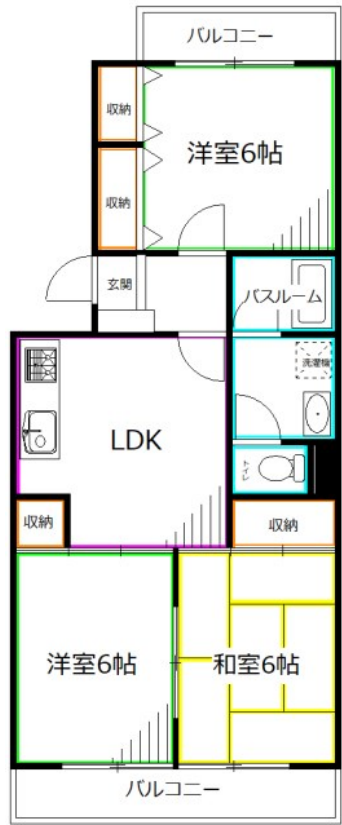 バルコニー
収納
洋室6帖
収納
玄関
バスルーム
洗濯機
LDK
トイレ
収納
収納
洋室6帖
和室6帖
バルコニー